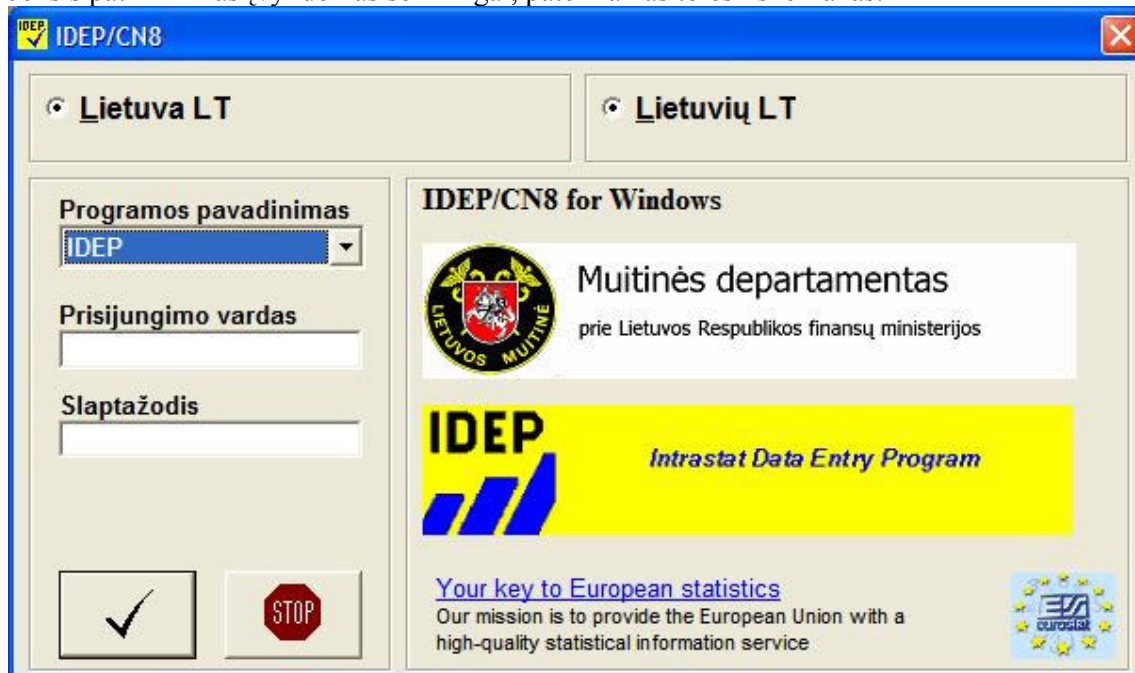 IDEP/CN8
Lietuva LT
Lietuvių LT
Programos pavadinimas
IDEP
Prisijungimo vardas
Slaptažodis
STOP
IDEP/CN8 for Windows
LIETUVOS MUITINĖ
Muitinės departamentas
prie Lietuvos Respublikos finansų ministerijos
IDEP
Intrastat Data Entry Program
Your key to European statistics
Our mission is to provide the European Union with a
high-quality statistical information service
eurostat